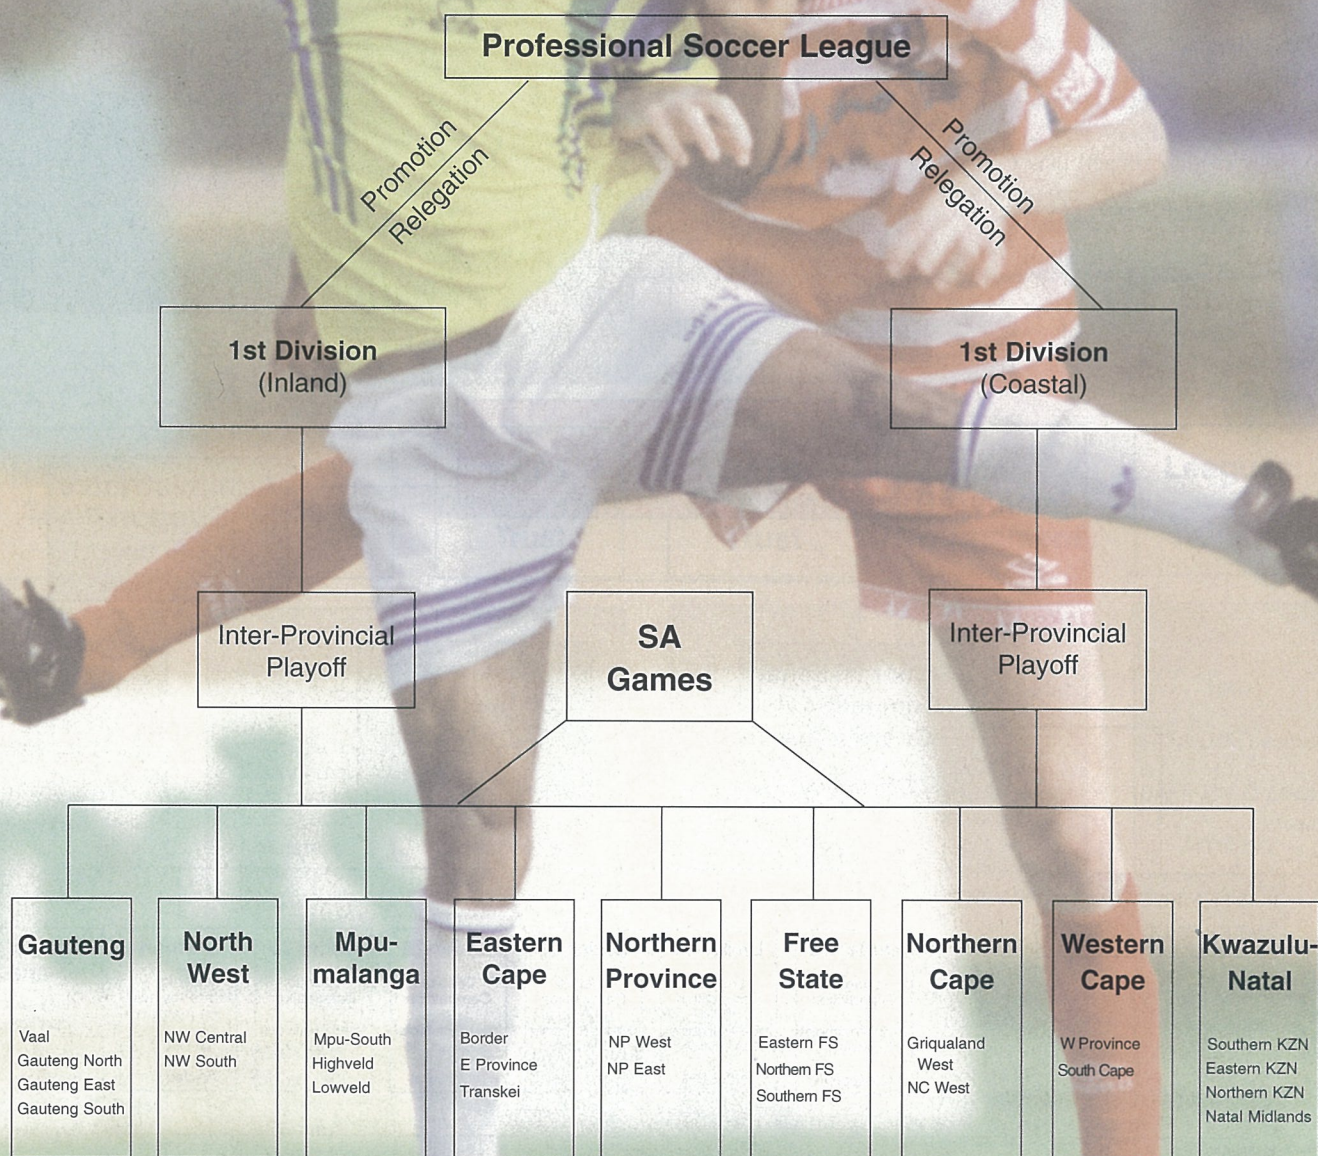 Professional Soccer League
Promotion
Relegation
Promotion
Relegation
1st Division
(Inland)
1st Division
(Coastal)
Inter-Provincial
Playoff
SA
Games
Inter-Provincial
Playoff
Gauteng
Vaal
Gauteng North
Gauteng East
Gauteng South
North
West
NW Central
NW South
Mpu-
malanga
Mpu-South
Highveld
Lowveld
Eastern
Cape
Border
E Province
Transkei
Northern
Province
NP West
NP East
Free
State
Eastern FS
Northern FS
Southern FS
Northern
Cape
Griqualand
West
NC West
Western
Cape
W Province
South Cape
Kwazulu-
Natal
Southern KZN
Eastern KZN
Northern KZN
Natal Midlands